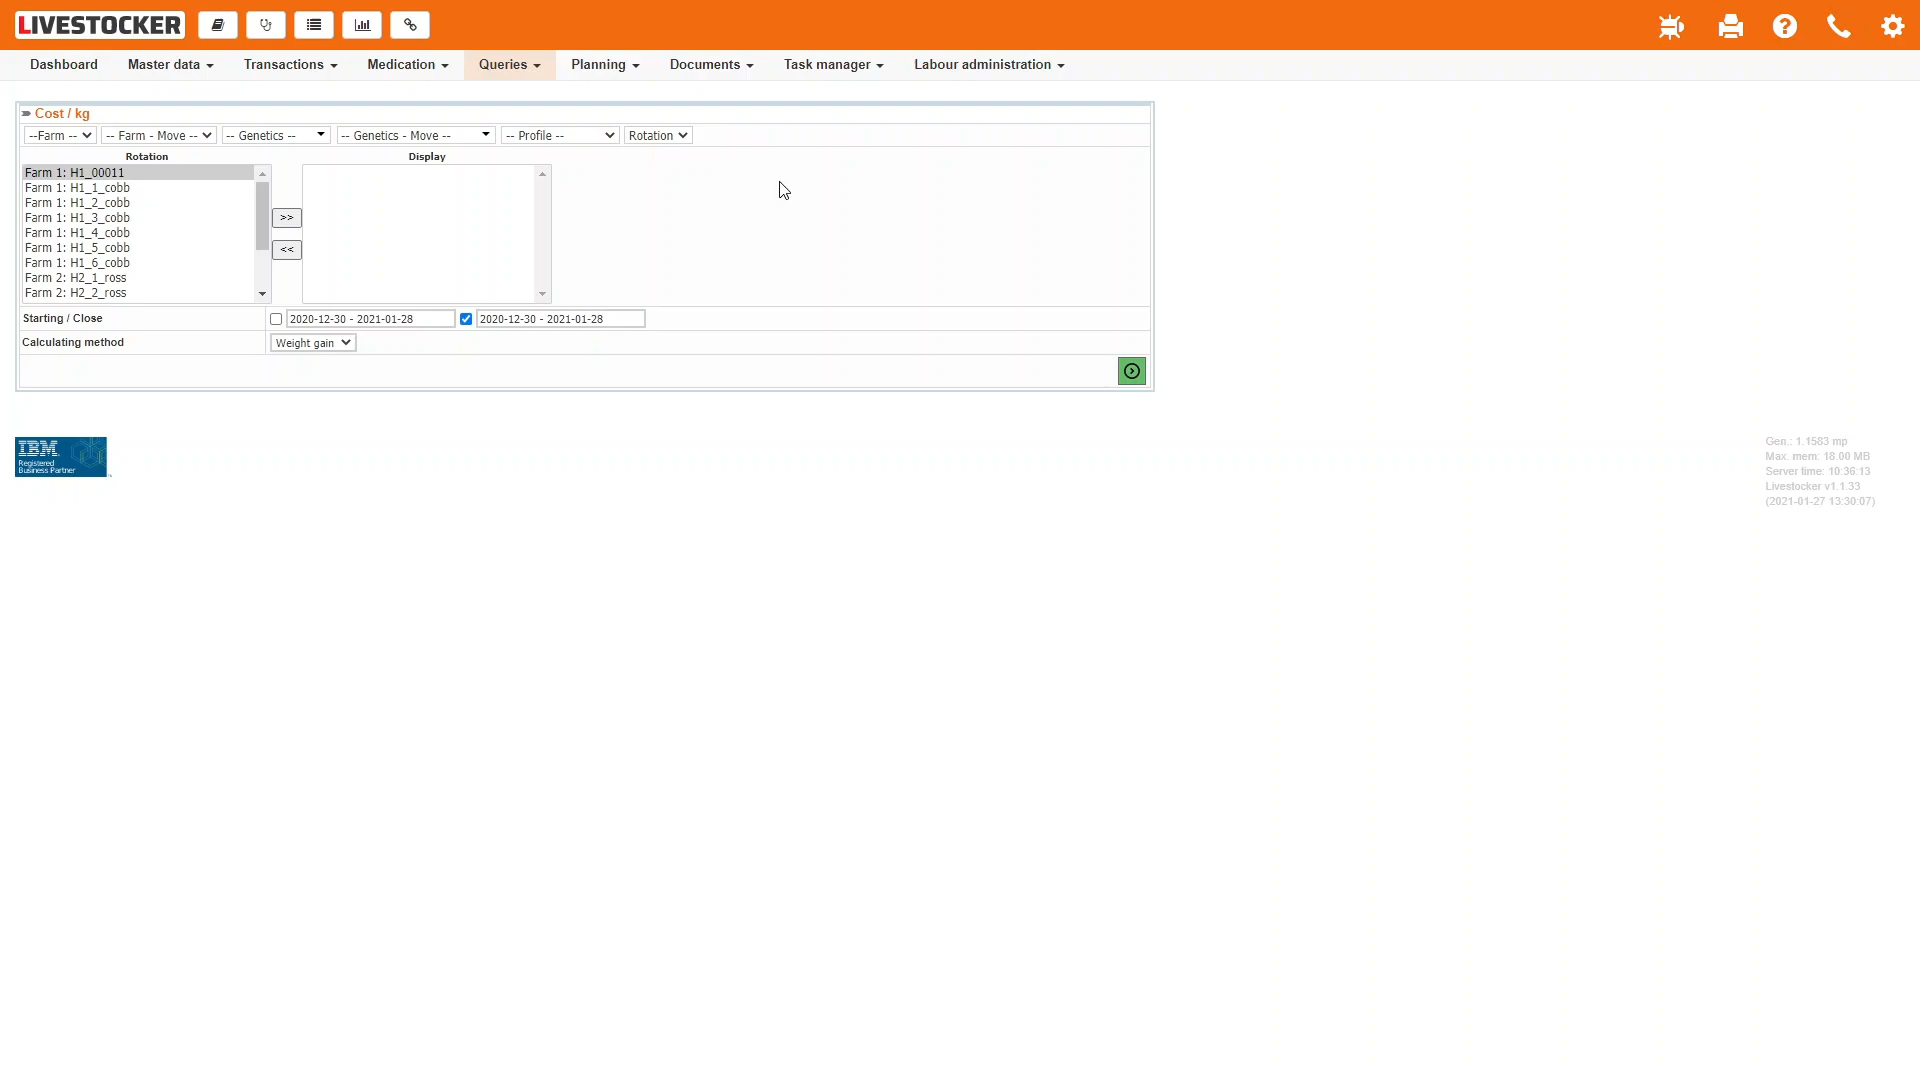 LIVESTOCKER
Dashboard Master data Transactions Medication Queries Planning Documents Task manager Labour administration
Cost / kg
--Farm -- -- Farm - Move -- -- Genetics -- -- Genetics - Move -- -- Profile -- Rotation
Rotation Display
Farm 1: H1_00011
Farm 1: H1_1_cobb
Farm 1: H1_2_cobb
Farm 1: H1_3_cobb
>>
Farm 1: H1_4_cobb
Farm 1: H1_5_cobb
<<
Farm 1: H1_6_cobb
Farm 2: H2_1_ross
Farm 2: H2_2_ross
Starting / Close 2020-12-30 - 2021-01-28 2020-12-30 - 2021-01-28
Calculating method Weight gain
IBM
Registered
Business Partner
Gen.: 1.1583 mp
Max. mem: 18.00 MB
Server time: 10:36:13
Livestocker v1.1.33
(2021-01-27 13:30:07)